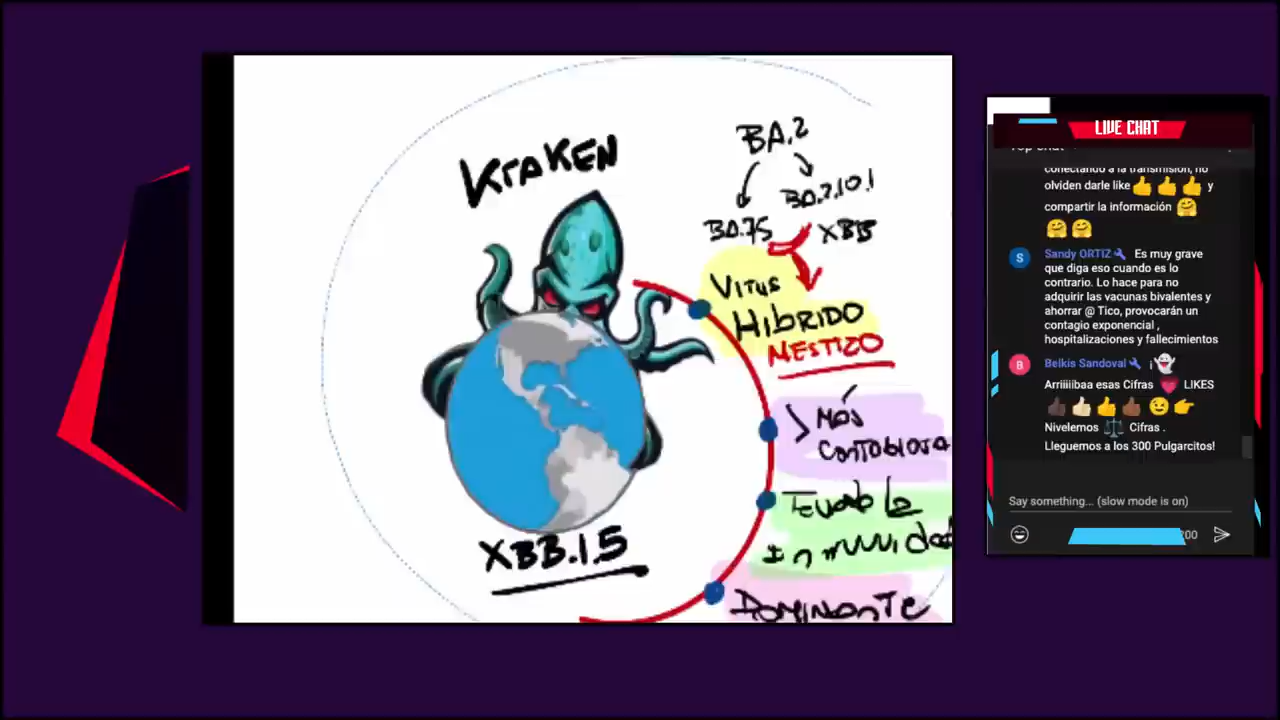 KraKEN
BA.2
BA.2.10.1
BA.75
XBB
Vitus
HIbRIDO
MESTIZO
Más
Contagiosa
Inmunidad
DOMINANTE
XBB.1.5
LIVE CHAT
conectando a la transmisión, no
olviden darle like 👍👍👍 y
compartir la información 🤗
🤗🤗
S
Sandy ORTIZ🔧 Es muy grave
que diga eso cuando es lo
contrario. Lo hace para no
adquirir las vacunas bivalentes y
ahorrar @ Tico, provocarán un
contagio exponencial ,
hospitalizaciones y fallecimientos
B
Belkis Sandoval🔧 ¡👻
Arriiiiibaa esas Cifras 💗 LIKES
👍🏿👍🏻👍👍🏾😉👉
Nivelemos ⚖️ Cifras .
Lleguemos a los 300 Pulgarcitos!
Say something... (slow mode is on)